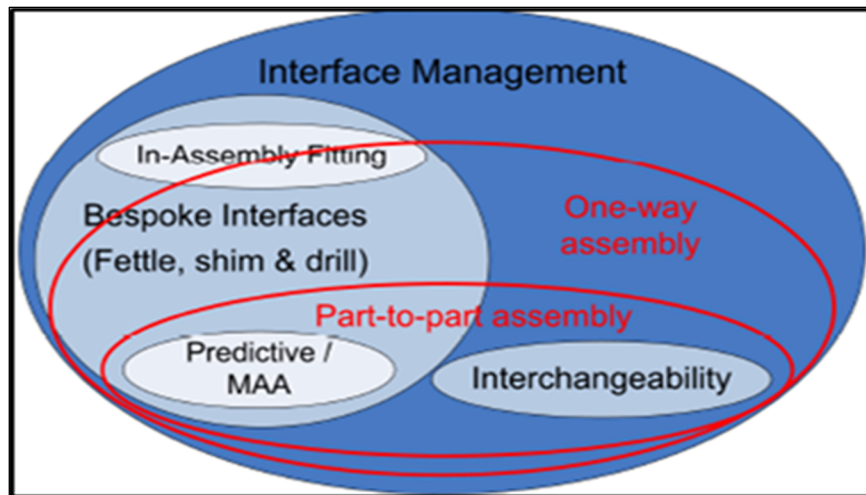 Interface Management
In-Assembly Fitting
Bespoke Interfaces
(Fettle, shim & drill)
One-way
assembly
Part-to-part assembly
Predictive /
MAA
Interchangeability